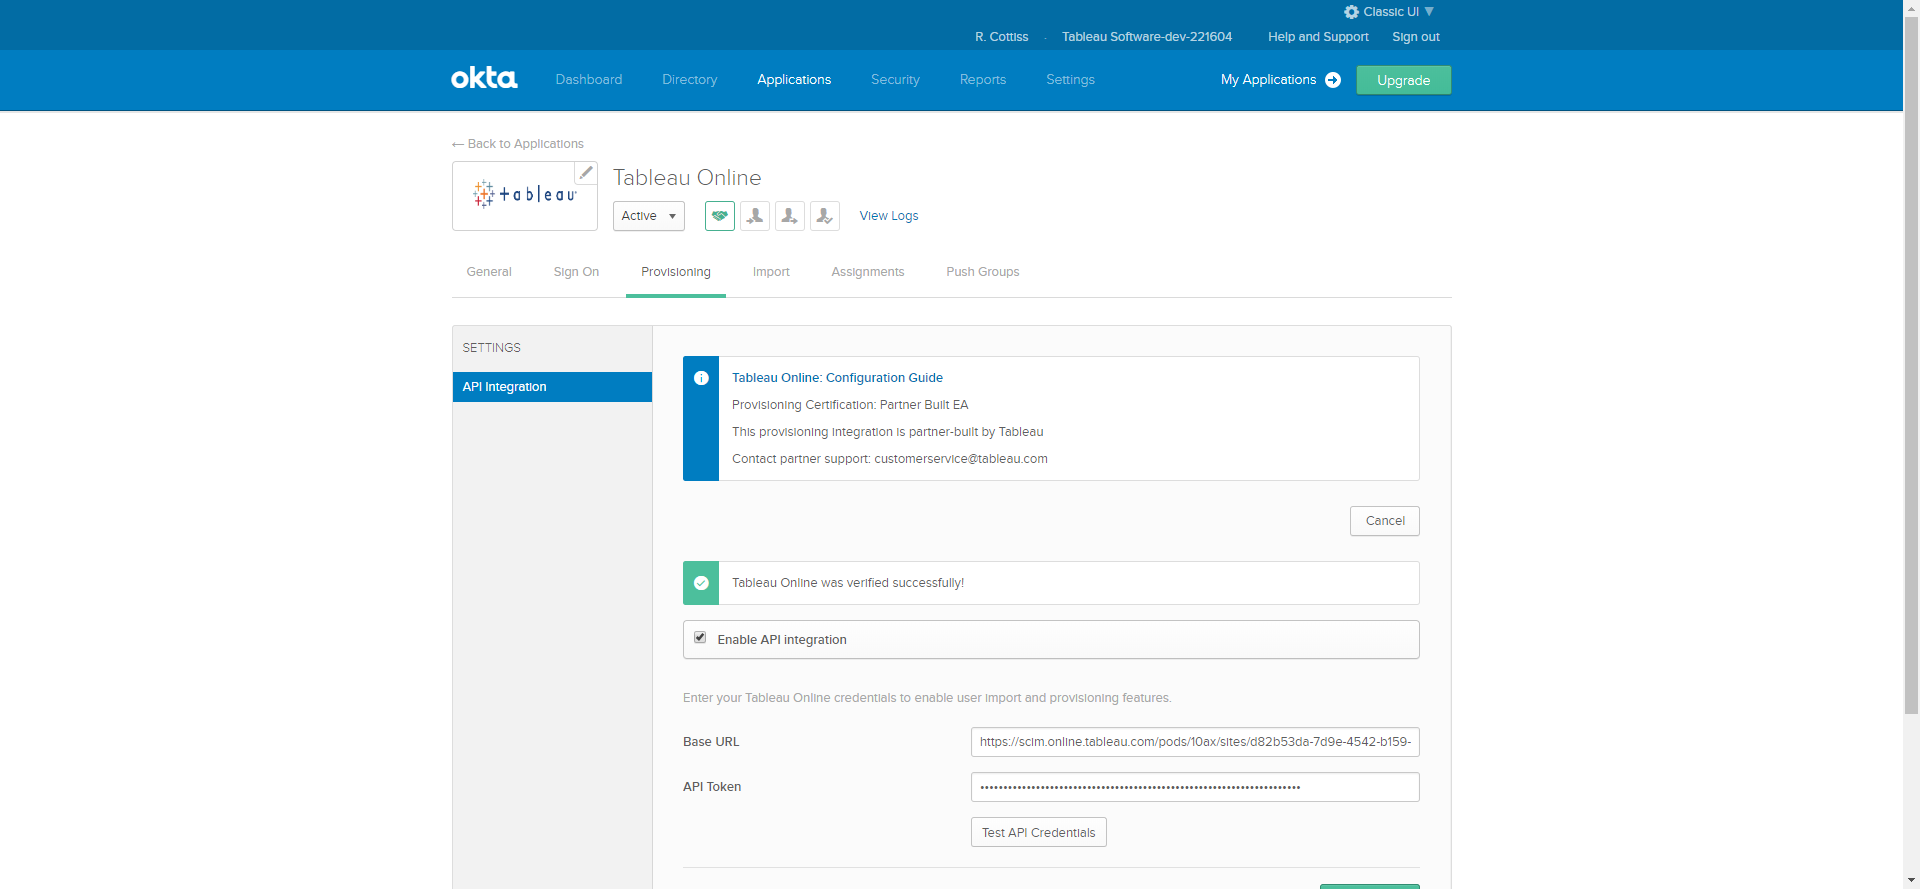 Classic UI
R. Cottiss · Tableau Software-dev-221604 Help and Support Sign out
okta Dashboard Directory Applications Security Reports Settings My Applications Upgrade
← Back to Applications
tableau
Tableau Online
Active View Logs
General Sign On Provisioning Import Assignments Push Groups
SETTINGS
API Integration
Tableau Online: Configuration Guide
Provisioning Certification: Partner Built EA
This provisioning integration is partner-built by Tableau
Contact partner support: customerservice@tableau.com
Cancel
Tableau Online was verified successfully!
Enable API integration
Enter your Tableau Online credentials to enable user import and provisioning features.
Base URL https://scim.online.tableau.com/pods/10ax/sites/d82b53da-7d9e-4542-b159-
API Token
Test API Credentials